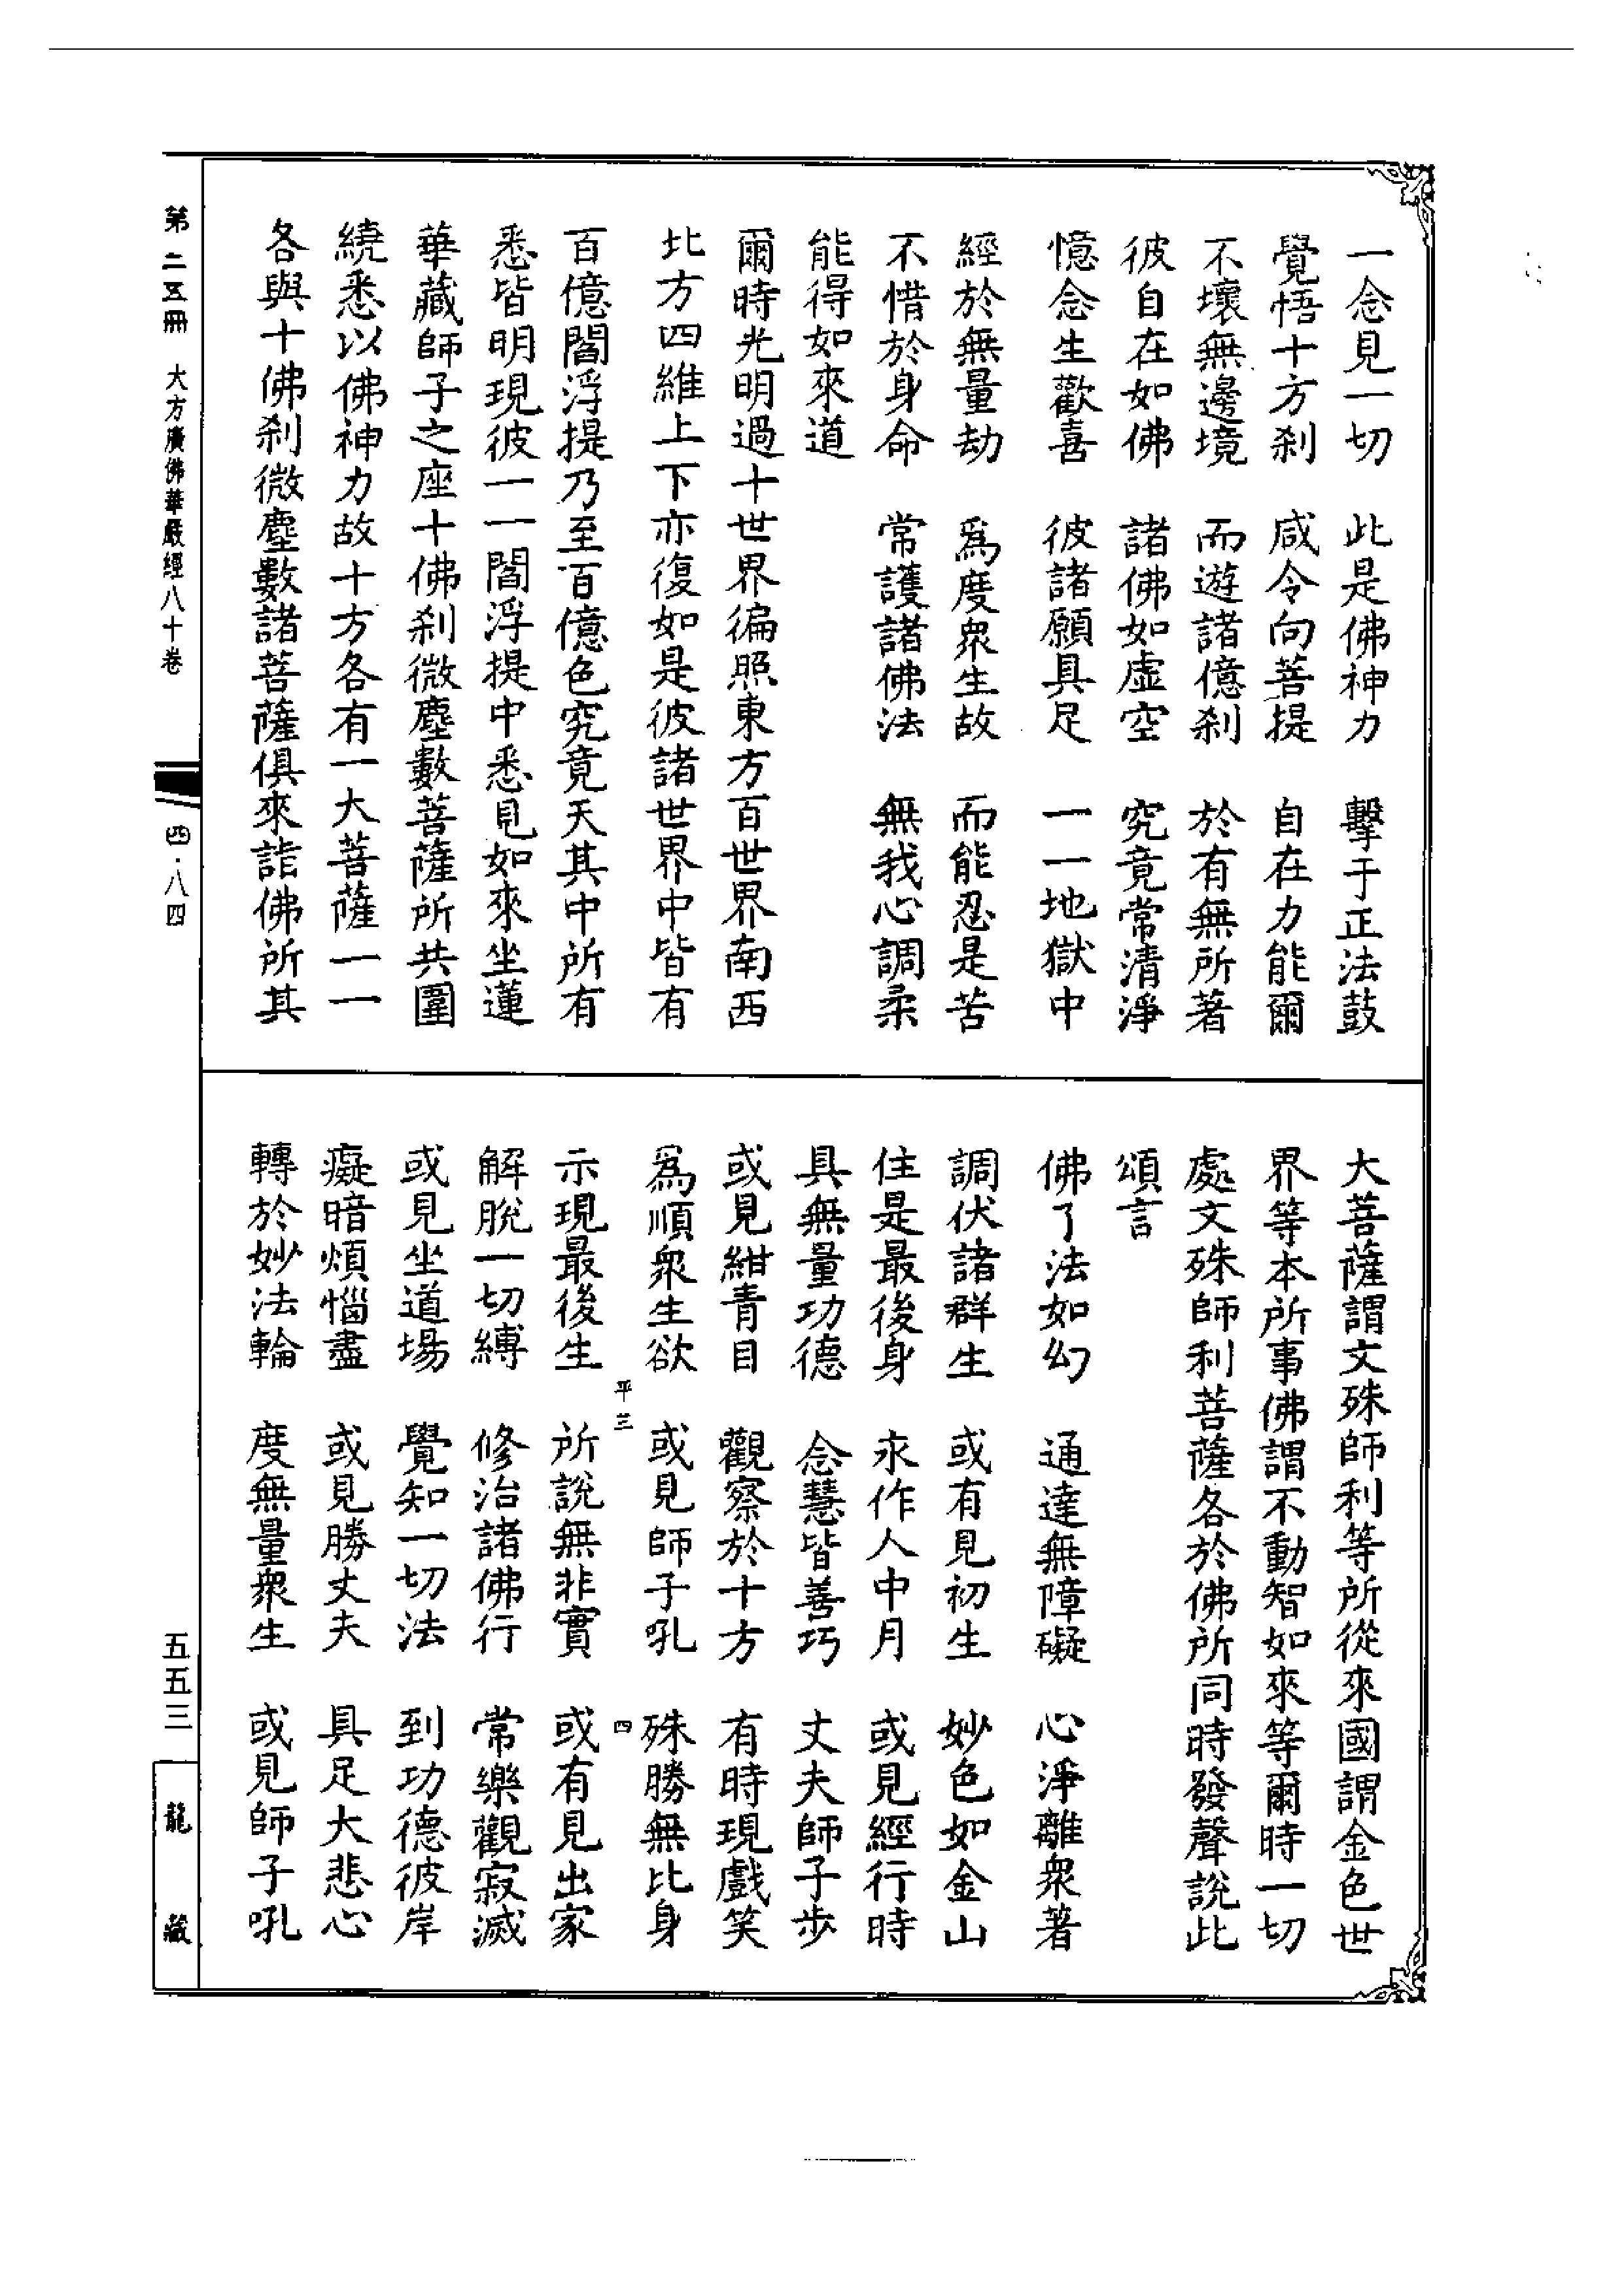 一念見一切　此是佛神力　擊于正法鼓
覺悟十方刹　咸令向菩提　自在力能爾
不壞無邊境　而遊諸億刹　於有無所著
彼自在如佛　諸佛如虛空　究竟常清淨
憶念生歡喜　彼諸願具足　一一地獄中
經於無量劫　爲度衆生故　而能忍是苦
不惜於身命　常護諸佛法　無我心調柔
能得如來道
爾時光明過十世界徧照東方百世界南西
北方四維上下亦復如是彼諸世界中皆有
百億閻浮提乃至百億色究竟天其中所有
悉皆明現彼一一閻浮提中悉見如來坐蓮
華藏師子之座十佛刹微塵數菩薩所共圍
繞悉以佛神力故十方各有一大菩薩一一
各與十佛刹微塵數諸菩薩俱來詣佛所其
大菩薩謂文殊師利等所從來國謂金色世
界等本所事佛謂不動智如來等爾時一切
處文殊師利菩薩各於佛所同時發聲說此
頌言
佛了法如幻　通達無障礙　心淨離衆著
調伏諸群生　或有見初生　妙色如金山
住是最後身　永作人中月　或見經行時
具無量功德　念慧皆善巧　丈夫師子步
或見紺青目　觀察於十方　有時現戲笑
爲順衆生欲　或見師子吼　殊勝無比身
平三　四
示現最後生　所說無非實　或有見出家
解脫一切縛　修治諸佛行　常樂觀寂滅
或見坐道場　覺知一切法　到功德彼岸
癡暗煩惱盡　或見勝丈夫　具足大悲心
轉於妙法輪　度無量衆生　或見師子吼
第二五冊　大方廣佛華嚴經八十卷　四·八四　五五三　龍藏